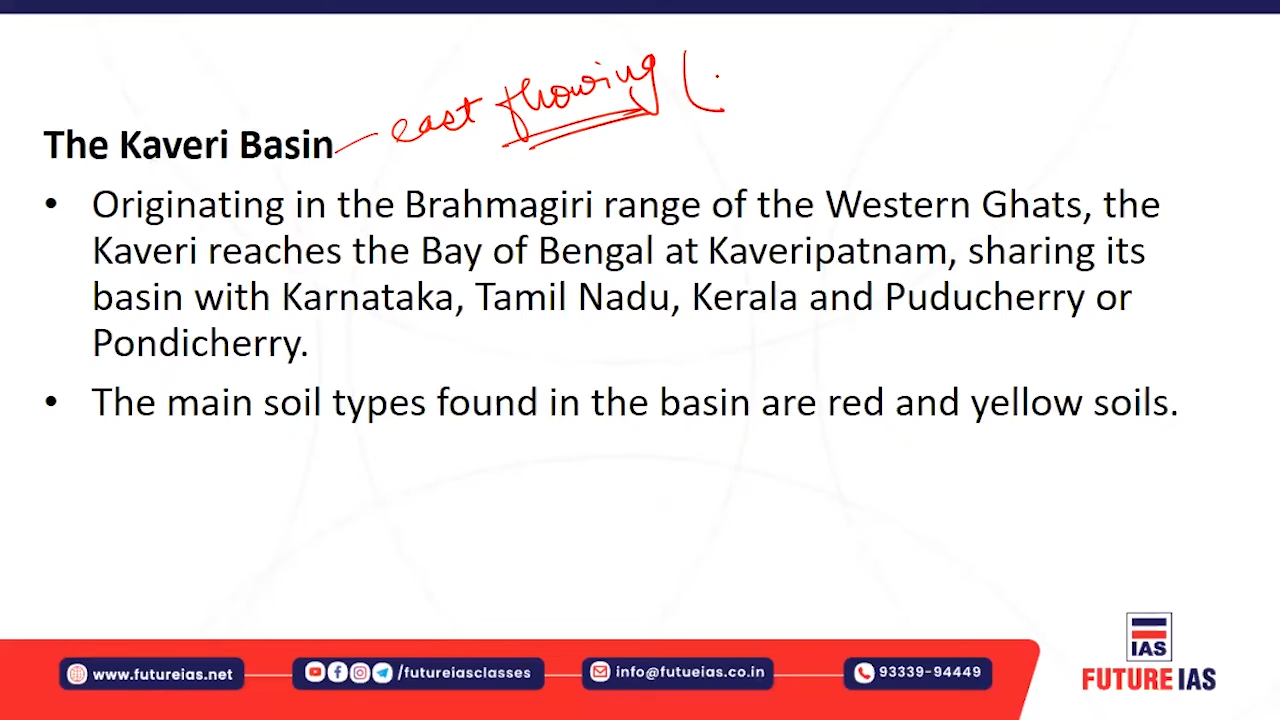 east flowing (
The Kaveri Basin
• Originating in the Brahmagiri range of the Western Ghats, the
Kaveri reaches the Bay of Bengal at Kaveripatnam, sharing its
basin with Karnataka, Tamil Nadu, Kerala and Puducherry or
Pondicherry.
• The main soil types found in the basin are red and yellow soils.
www.futureias.net
/futureiasclasses
info@futueias.co.in
93339-94449
IAS
FUTURE IAS